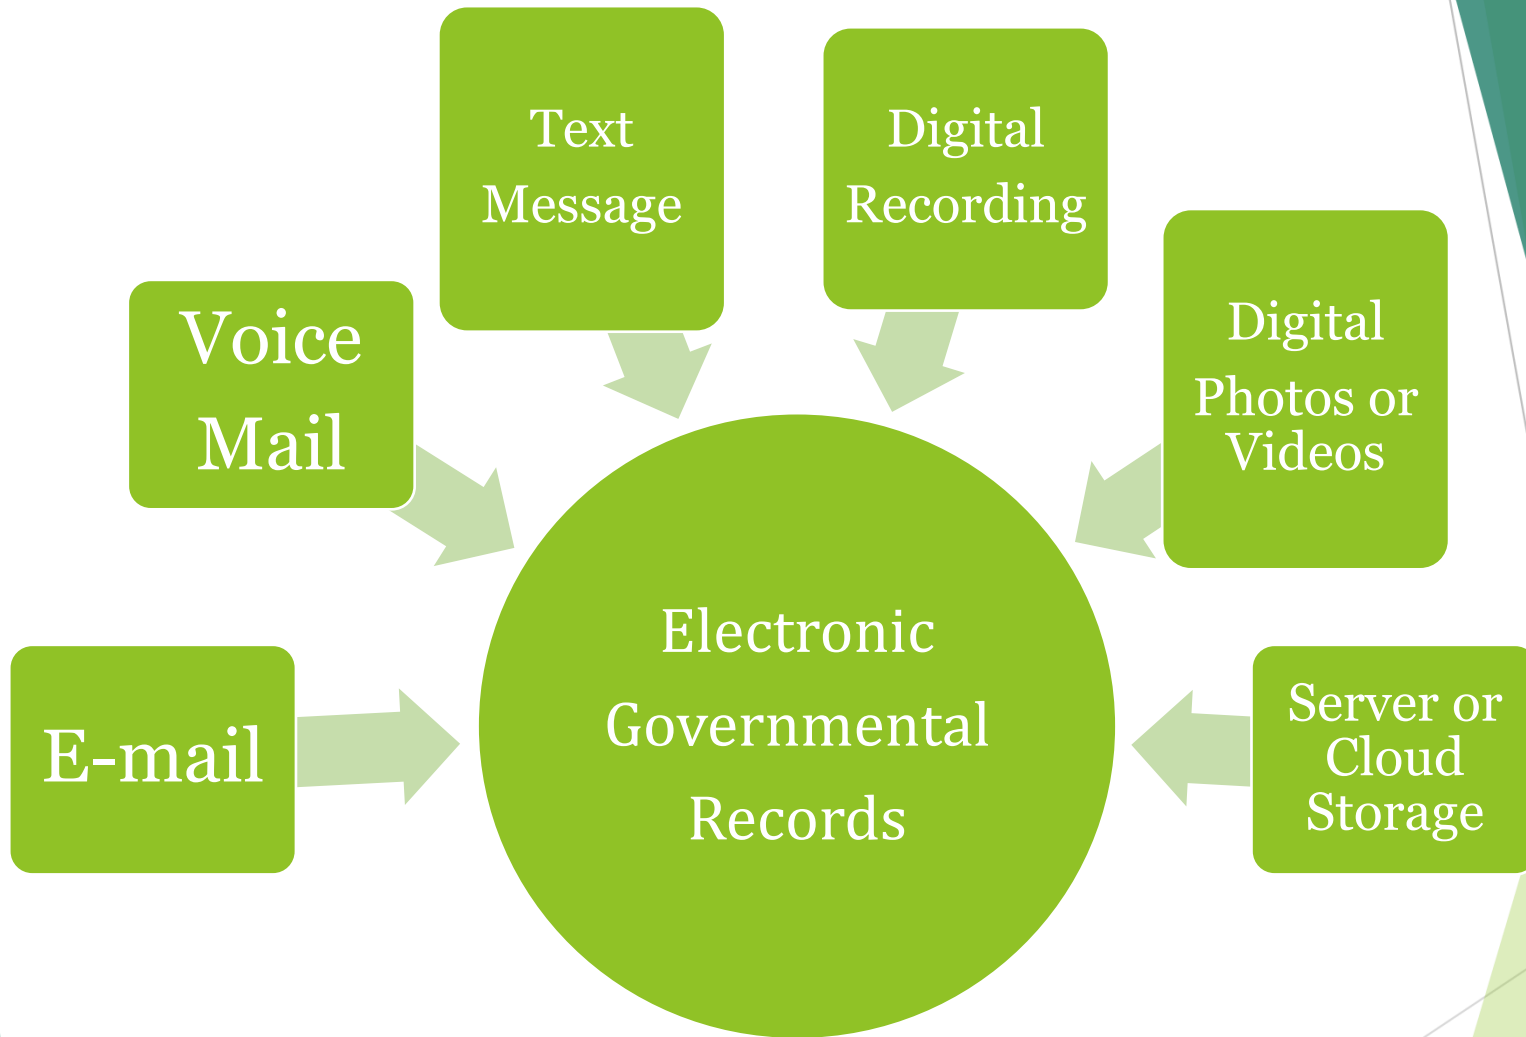 Text
Message
Digital
Recording
Voice
Mail
Digital
Photos or
Videos
E-mail
Electronic
Governmental
Records
Server or
Cloud
Storage